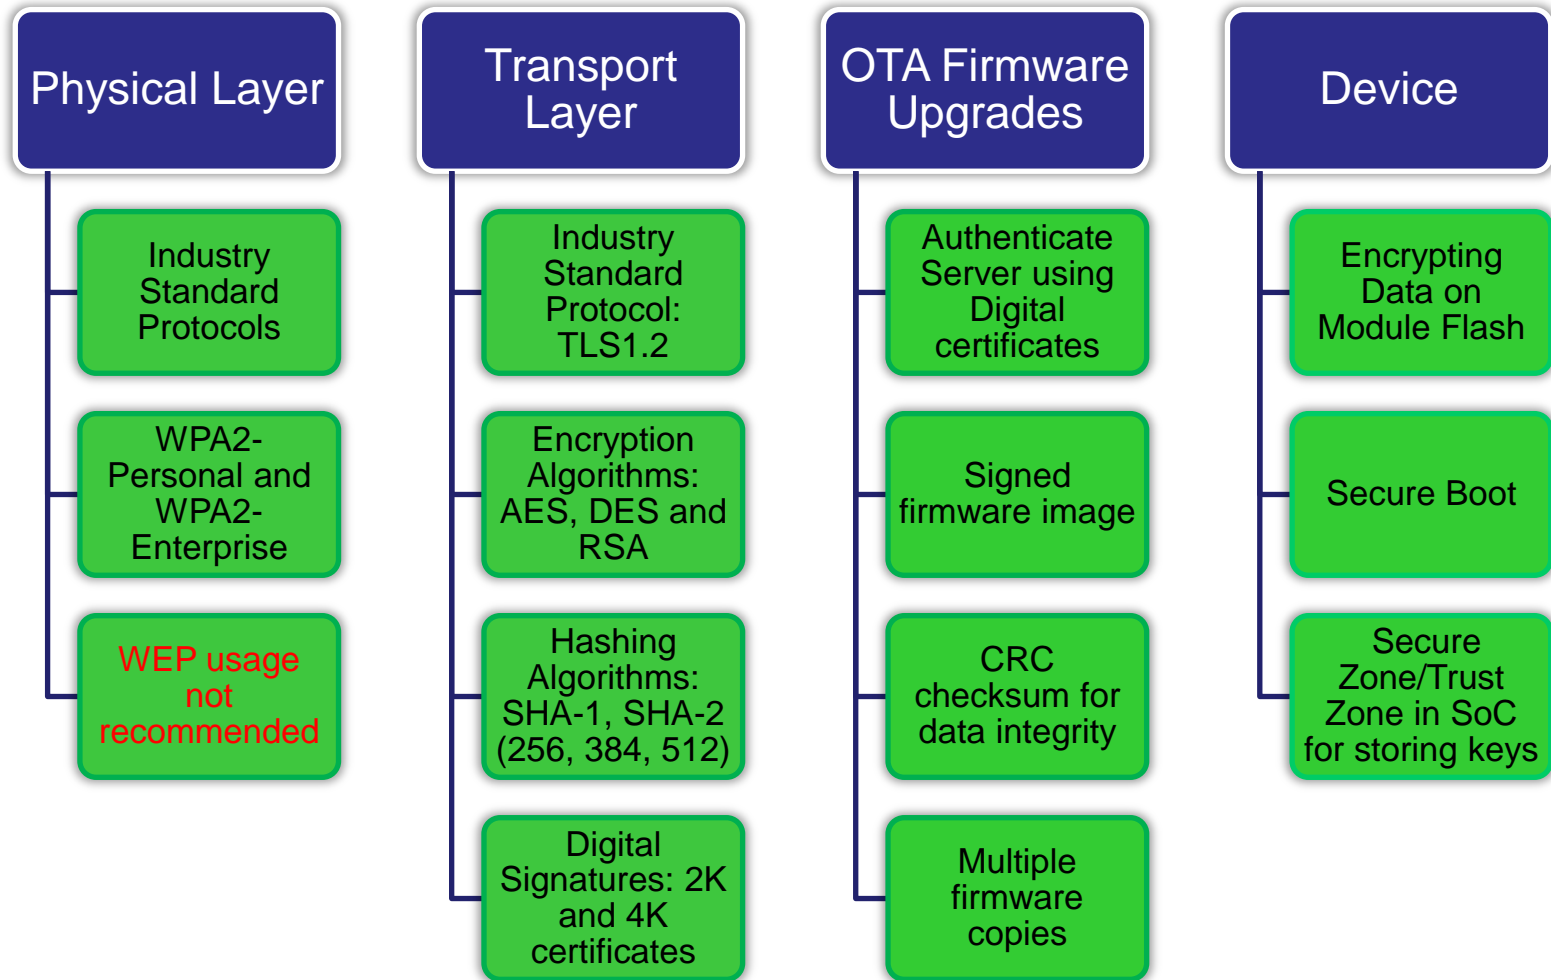 Physical Layer
Industry
Standard
Protocols
WPA2-
Personal and
WPA2-
Enterprise
WEP usage
not
recommended
Transport
Layer
Industry
Standard
Protocol:
TLS1.2
Encryption
Algorithms:
AES, DES and
RSA
Hashing
Algorithms:
SHA-1, SHA-2
(256, 384, 512)
Digital
Signatures: 2K
and 4K
certificates
OTA Firmware
Upgrades
Authenticate
Server using
Digital
certificates
Signed
firmware image
CRC
checksum for
data integrity
Multiple
firmware
copies
Device
Encrypting
Data on
Module Flash
Secure Boot
Secure
Zone/Trust
Zone in SoC
for storing keys